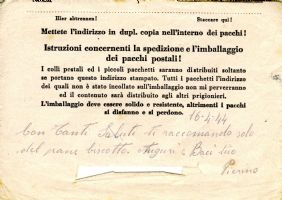 Hier abtrennen! Staccare qui!
Mettete l'indirizzo in dupl. copia nell'interno dei pacchi!
Istruzioni concernenti la spedizione e l'imballaggio
dei pacchi postali!
I colli postali ed i piccoli pacchetti saranno distribuiti soltanto
se portano questo indirizzo stampato. Tutti i pacchetti l'indirizzo
dei quali non è stato incollato sull'imballaggio non mi perverranno
ed il contenuto sarà distribuito agli altri prigionieri.
L'imballaggio deve essere solido e resistente, altrimenti i pacchi
si disfanno e si perdono.
16-4-44
Con tanti saluti ti raccomando solo
del pane biscotto. Auguri e Baci tuo
Pierino